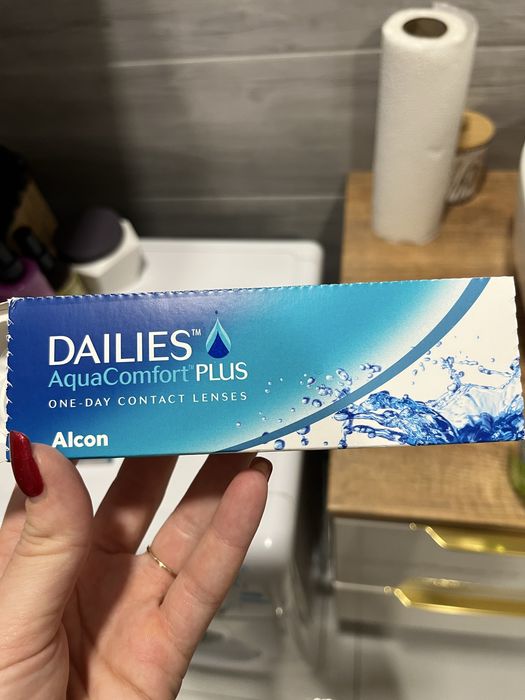 DAILIES™
AquaComfort™ PLUS
ONE-DAY CONTACT LENSES
Alcon